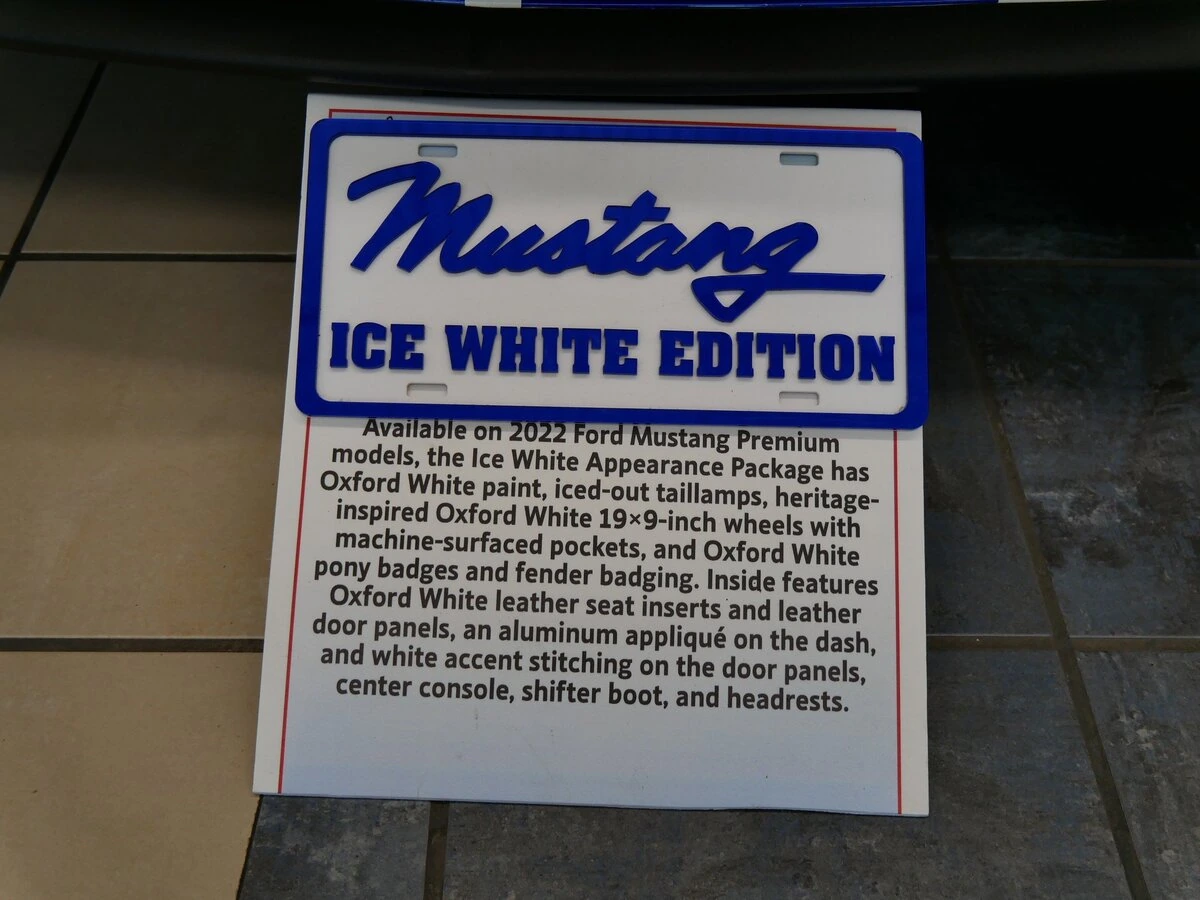 Mustang
ICE WHITE EDITION
Available on 2022 Ford Mustang Premium
models, the Ice White Appearance Package has
Oxford White paint, iced-out taillamps, heritage-
inspired Oxford White 19×9-inch wheels with
machine-surfaced pockets, and Oxford White
pony badges and fender badging. Inside features
Oxford White leather seat inserts and leather
door panels, an aluminum appliqué on the dash,
and white accent stitching on the door panels,
center console, shifter boot, and headrests.